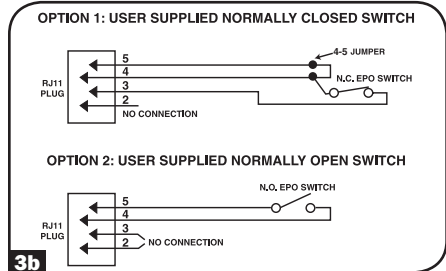 OPTION 1: USER SUPPLIED NORMALLY CLOSED SWITCH
5
4-5 JUMPER
4
N.C. EPO SWITCH
RJ11
PLUG
3
2
NO CONNECTION
OPTION 2: USER SUPPLIED NORMALLY OPEN SWITCH
N.O. EPO SWITCH
5
4
RJ11
PLUG
3
2
NO CONNECTION
3b